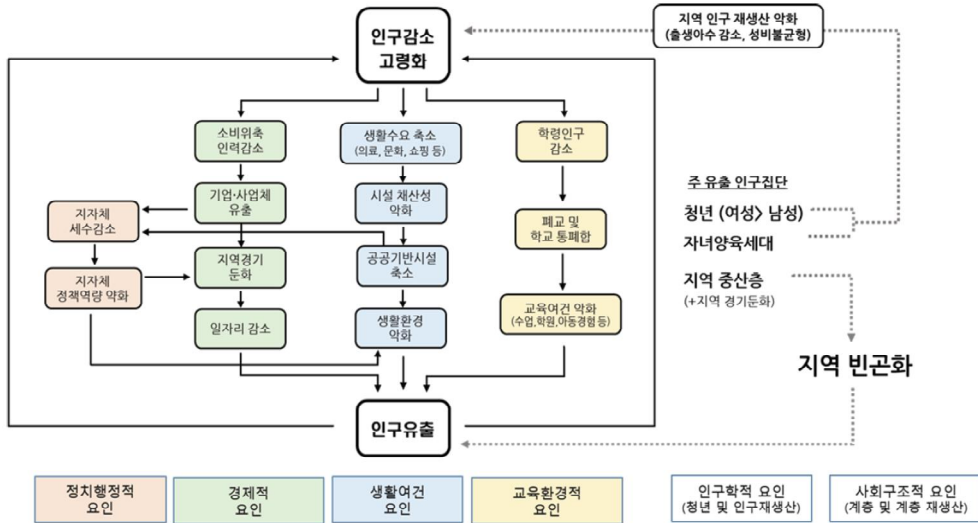 인구감소
고령화
지역 인구 재생산 악화
(출생아수 감소, 성비불균형)
소비위축
인력감소
생활수요 축소
(의료, 문화, 쇼핑 등)
학령인구
감소
기업·사업체
유출
시설 채산성
악화
주 유출 인구집단
지자체
세수감소
폐교 및
학교 통폐합
청년 (여성> 남성)
자녀양육세대
지역경기
둔화
공공기반시설
축소
지자체
정책역량 약화
지역 중산층
(+지역 경기둔화)
일자리 감소
생활환경
악화
교육여건 악화
(수업,학원,아동경험 등)
지역 빈곤화
인구유출
정치행정적
요인
경제적
요인
생활여건
요인
교육환경적
요인
인구학적 요인
(청년 및 인구재생산)
사회구조적 요인
(계층 및 계층 재생산)